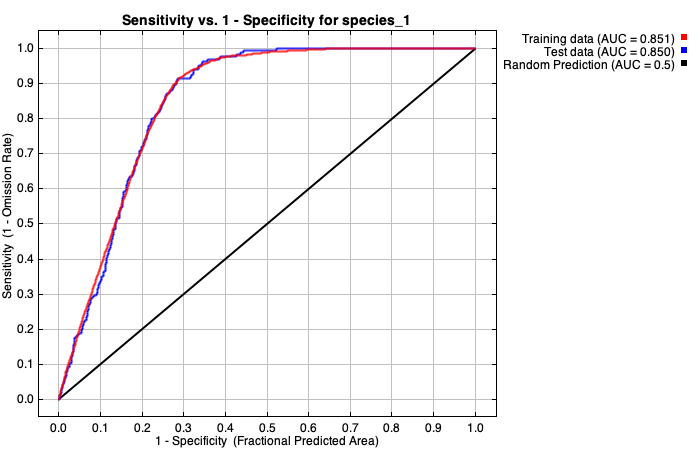 Sensitivity vs. 1 - Specificity for species_1
Training data (AUC = 0.851)
Test data (AUC = 0.850)
Random Prediction (AUC = 0.5)
Sensitivity (1 - Omission Rate)
1.0
0.9
0.8
0.7
0.6
0.5
0.4
0.3
0.2
0.1
0.0
0.0 0.1 0.2 0.3 0.4 0.5 0.6 0.7 0.8 0.9 1.0
1 - Specificity (Fractional Predicted Area)